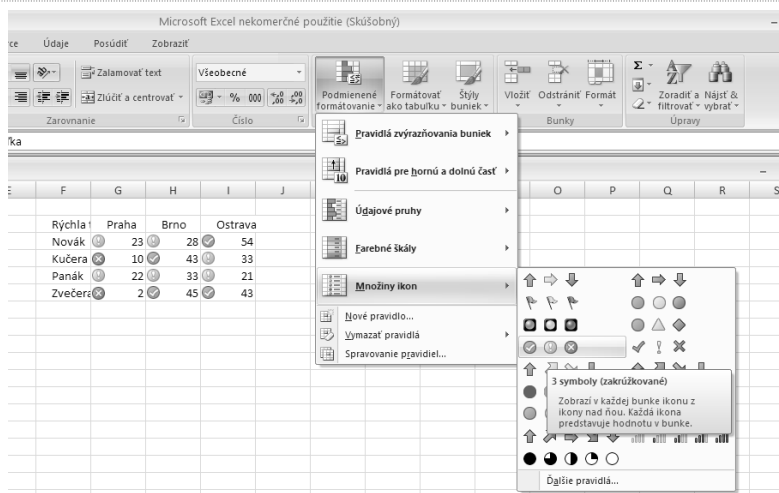 Microsoft Excel nekomerčné použitie (Skúšobný)
Údaje Posúdiť Zobraziť
Zalamovať text
Všeobecné
Zlúčiť a centrovať
% 000
Podmienené formátovanie
Formátovať ako tabuľku
Štýly buniek
Vložiť Odstrániť Formát
Σ
Zoradiť a filtrovať
Nájsť & vybrať
Zarovnanie Číslo Bunky Úpravy
Pravidlá zvýrazňovania buniek
Pravidlá pre hornú a dolnú časť
10
Údajové pruhy
Farebné škály
Množiny ikon
Nové pravidlo...
Vymazať pravidlá
Spravovanie pravidiel...
F G H I J O P Q R S
Rýchla Praha Brno Ostrava
Novák 23 28 54
Kučera 10 43 33
Panák 22 33 21
Zvečera 2 45 43
3 symboly (zakrúžkované)
Zobrazí v každej bunke ikonu z
ikony nad ňou. Každá ikona
predstavuje hodnotu v bunke.
Ďalšie pravidlá...